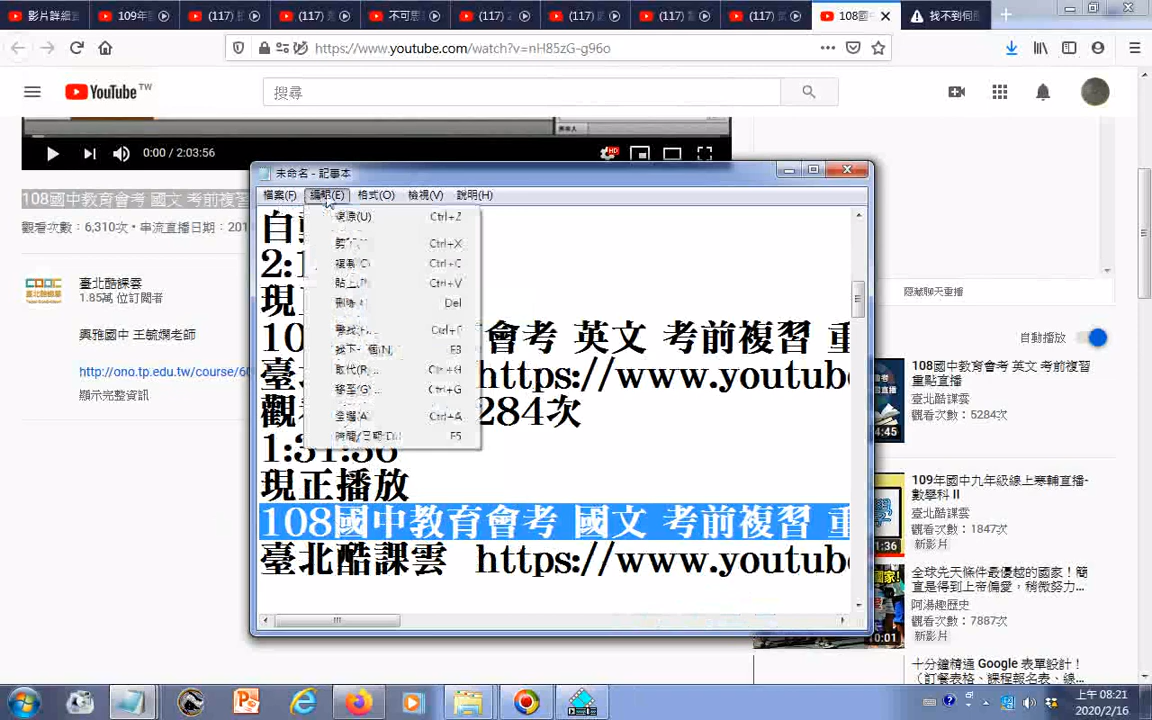 影片詳細
109年
(117)
(117)
不可思
(117) 2
(117)
(117)
(117)
108國
找不到伺
https://www.youtube.com/watch?v=nH85zG-g96o
YouTube TW
搜尋
0:00 / 2:03:56
HD
108國中教育會考 國文 考前複習
觀看次數：6,310次 • 串流直播日期：201
臺北酷課雲
1.85萬 位訂閱者
興雅國中 王毓嫻老師
http://ono.tp.edu.tw/course/60
顯示完整資訊
未命名 - 記事本
檔案(F) 編輯(E) 格式(O) 檢視(V) 說明(H)
復原(U) Ctrl+Z
Ctrl+X
複製(C) Ctrl+C
貼上(P) Ctrl+V
刪除 Del
Ctrl+F
找下一個(N) F3
取代(R)... Ctrl+H
移至(G)... Ctrl+G
全選(A) Ctrl+A
時間/日期(D) F5
自
2:1
現
10
育會考 英文 考前複習 重
臺
https://www.youtube
觀
284次
1:31:36
現正播放
108國中教育會考 國文 考前複習 重
臺北酷課雲 https://www.youtube
隱藏聊天重播
自動播放
108國中教育會考 英文 考前複習
重點直播
臺北酷課雲
觀看次數：5284次
4:45
109年國中九年級線上寒輔直播-
數學科 II
臺北酷課雲
觀看次數：1847次
新影片
1:36
全球先天條件最優越的國家！簡
直是得到上帝偏愛，稍微努力...
阿湯趣歷史
觀看次數：7887次
新影片
10:01
十分鐘精通 Google 表單設計！
（訂餐表格、課程報名表、線...
上午 08:21
2020/2/16